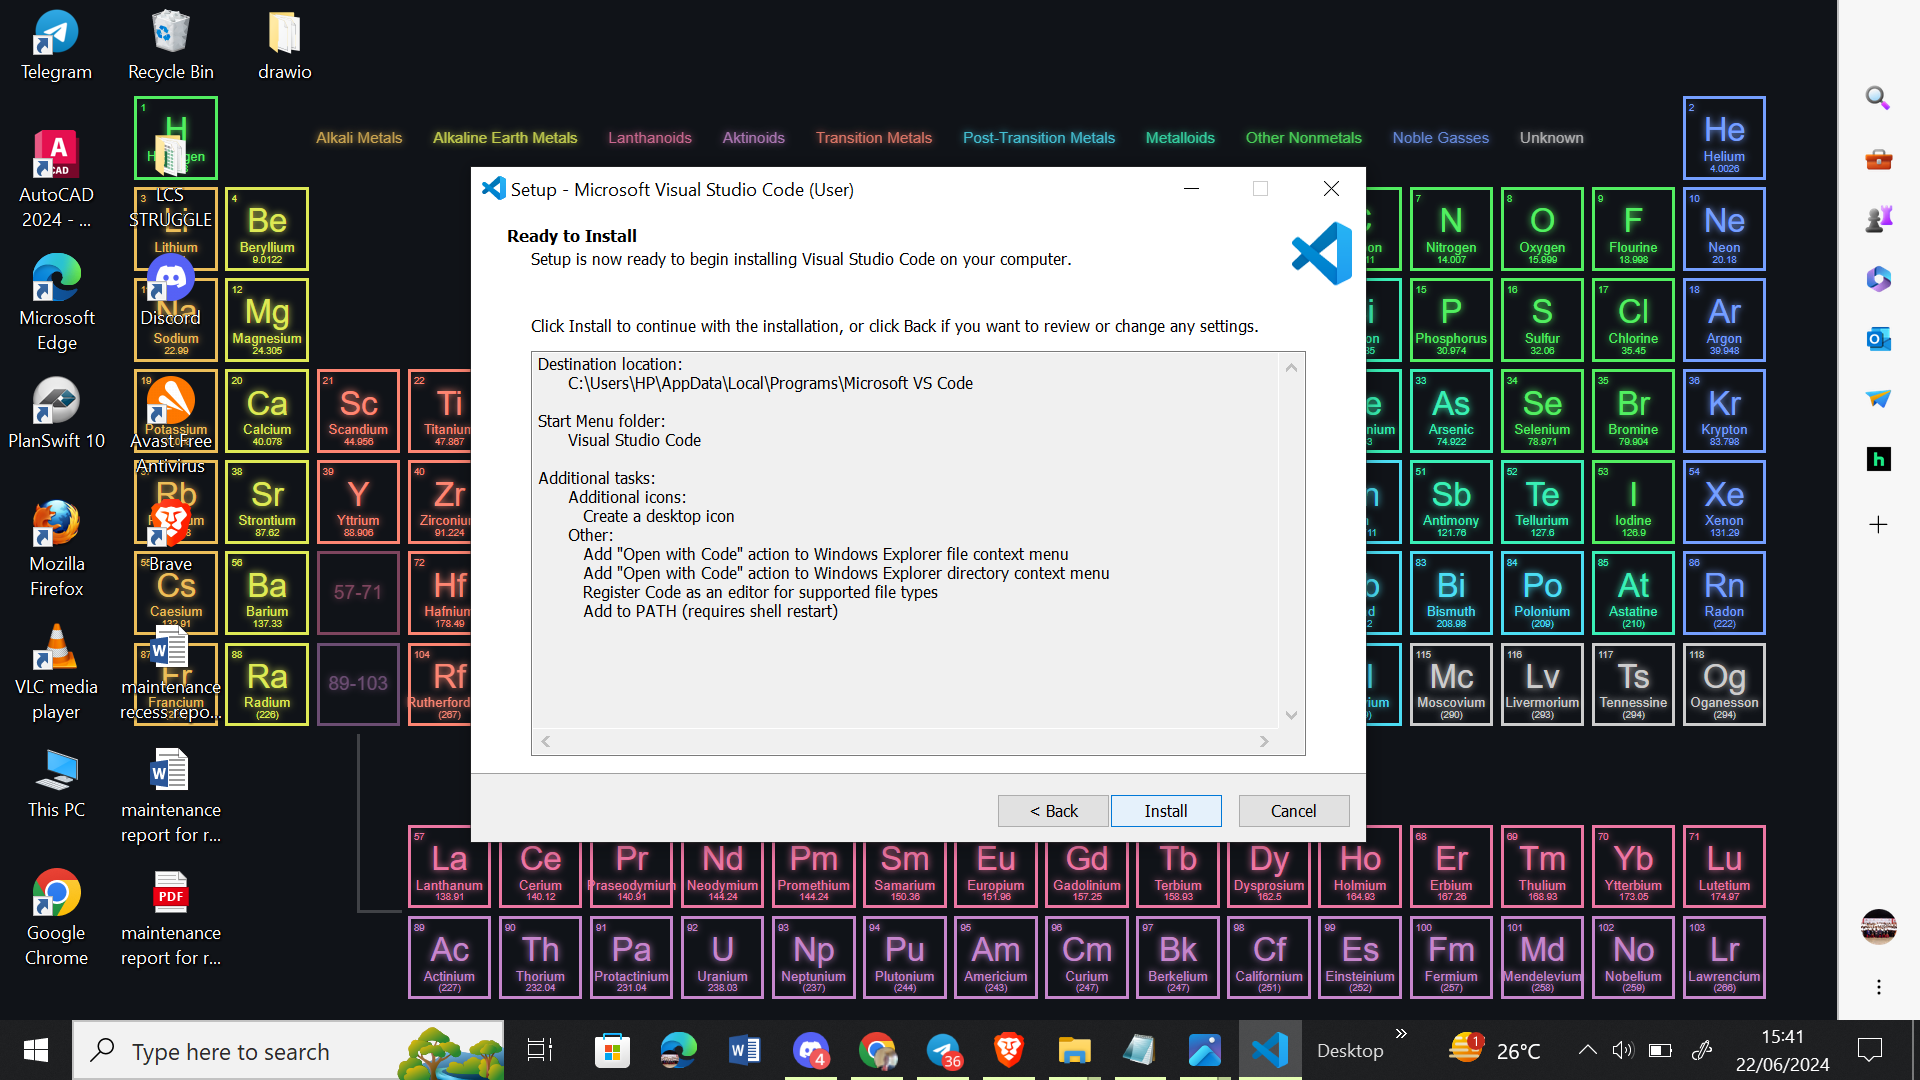 Telegram
Recycle Bin
drawio
AutoCAD
2024 - ...
LCS
STRUGGLE
Microsoft
Edge
Discord
PlanSwift 10
Avast Free
Antivirus
Mozilla
Firefox
Brave
VLC media
player
maintenance
recess repo...
This PC
maintenance
report for r...
Google
Chrome
PDF
maintenance
report for r...
Alkali Metals Alkaline Earth Metals Lanthanoids Aktinoids Transition Metals Post-Transition Metals Metalloids Other Nonmetals Noble Gasses Unknown
1
H
2
He
Helium
4.0026
3
Li
Lithium
4
Be
Beryllium
9.0122
7
N
Nitrogen
14.007
8
O
Oxygen
15.999
9
F
Flourine
18.998
10
Ne
Neon
20.18
Na
Sodium
22.99
12
Mg
Magnesium
24.305
15
P
Phosphorus
30.974
16
S
Sulfur
32.06
17
Cl
Chlorine
35.45
18
Ar
Argon
39.948
19
Potassium
20
Ca
Calcium
40.078
21
Sc
Scandium
44.956
22
Ti
Titanium
47.867
33
As
Arsenic
74.922
34
Se
Selenium
78.971
35
Br
Bromine
79.904
36
Kr
Krypton
83.798
Rb
38
Sr
Strontium
87.62
39
Y
Yttrium
88.906
40
Zr
Zirconiu
91.224
51
Sb
Antimony
121.76
52
Te
Tellurium
127.6
53
I
Iodine
126.9
54
Xe
Xenon
131.29
55
Cs
Caesium
132.91
56
Ba
Barium
137.33
57-71
72
Hf
Hafnium
178.49
83
Bi
Bismuth
208.98
84
Po
Polonium
(209)
85
At
Astatine
(210)
86
Rn
Radon
(222)
87
Fr
Francium
88
Ra
Radium
(226)
89-103
104
Rf
Rutherford
(267)
115
Mc
Moscovium
(290)
116
Lv
Livermorium
(293)
117
Ts
Tennessine
(294)
118
Og
Oganesson
(294)
57
La
Lanthanum
138.91
Ce
Cerium
140.12
Pr
Praseodymium
140.91
Nd
Neodymium
144.24
Pm
Promethium
144.24
Sm
Samarium
150.36
Eu
Europium
151.96
Gd
Gadolinium
157.25
Tb
Terbium
158.93
Dy
Dysprosium
162.5
Ho
Holmium
164.93
68
Er
Erbium
167.26
69
Tm
Thulium
168.93
70
Yb
Ytterbium
173.05
71
Lu
Lutetium
174.97
89
Ac
Actinium
(227)
90
Th
Thorium
232.04
91
Pa
Protactinium
231.04
92
U
Uranium
238.03
93
Np
Neptunium
(237)
94
Pu
Plutonium
(244)
95
Am
Americium
(243)
96
Cm
Curium
(247)
97
Bk
Berkelium
(247)
98
Cf
Californium
(251)
99
Es
Einsteinium
(252)
100
Fm
Fermium
(257)
101
Md
Mendelevium
(258)
102
No
Nobelium
(259)
103
Lr
Lawrencium
(266)
Setup - Microsoft Visual Studio Code (User)
Ready to Install
Setup is now ready to begin installing Visual Studio Code on your computer.
Click Install to continue with the installation, or click Back if you want to review or change any settings.
Destination location:
C:\Users\HP\AppData\Local\Programs\Microsoft VS Code
Start Menu folder:
Visual Studio Code
Additional tasks:
Additional icons:
Create a desktop icon
Other:
Add "Open with Code" action to Windows Explorer file context menu
Add "Open with Code" action to Windows Explorer directory context menu
Register Code as an editor for supported file types
Add to PATH (requires shell restart)
< Back Install Cancel
Type here to search
4
36
Desktop
1
26°C
15:41
22/06/2024